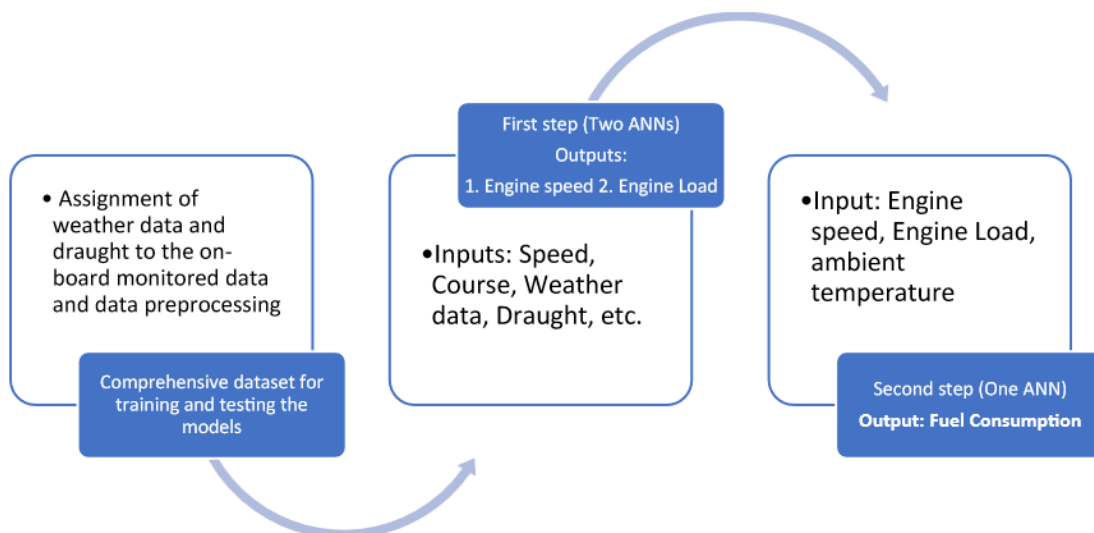 • Assignment of
weather data and
draught to the on-
board monitored data
and data preprocessing
Comprehensive dataset for
training and testing the
models
First step (Two ANNs)
Outputs:
1. Engine speed 2. Engine Load
•Inputs: Speed,
Course, Weather
data, Draught, etc.
•Input: Engine
speed, Engine Load,
ambient
temperature
Second step (One ANN)
Output: Fuel Consumption